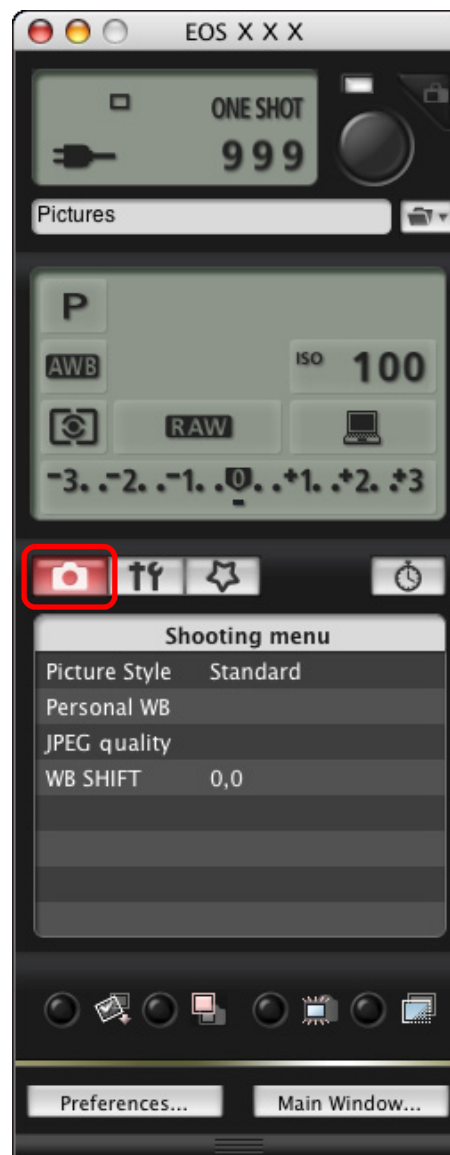 EOS X X X
ONE SHOT
999
Pictures
P
AWB
ISO 100
RAW
-3. .-2. .-1. .0. .+1. .+2. .+3
Shooting menu
Picture Style Standard
Personal WB
JPEG quality
WB SHIFT 0,0
Preferences... Main Window...